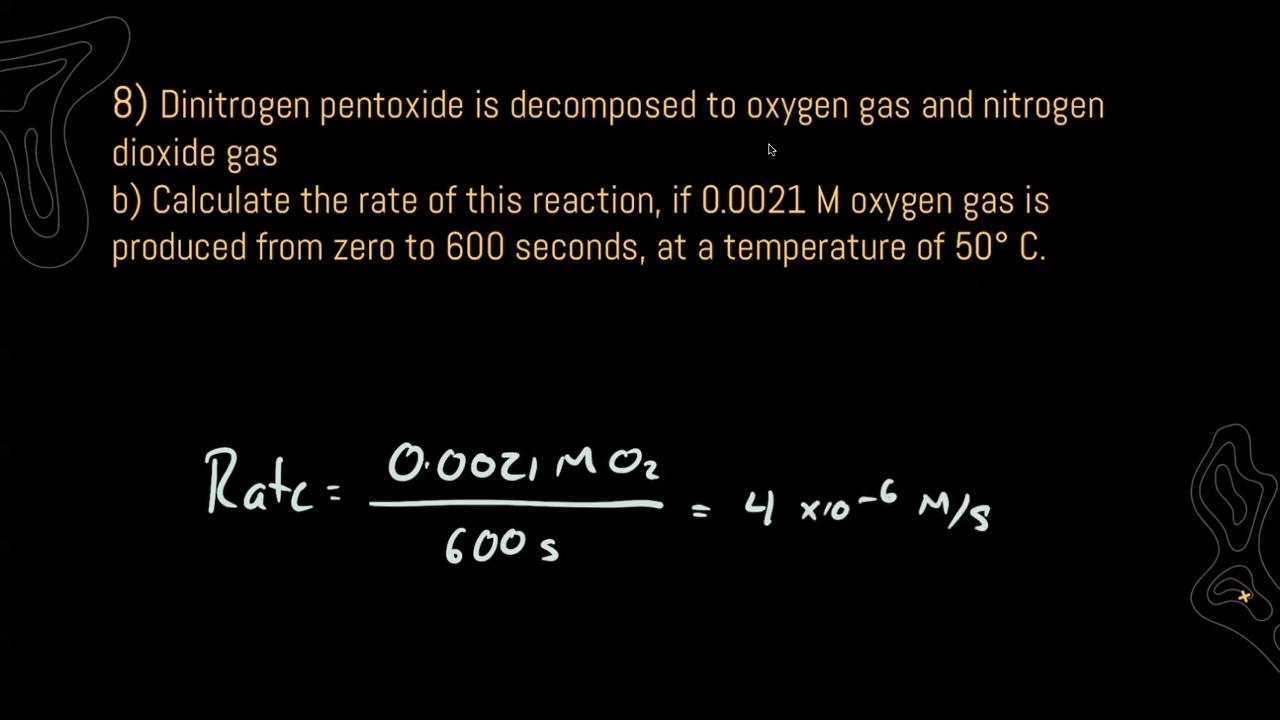 8) Dinitrogen pentoxide is decomposed to oxygen gas and nitrogen
dioxide gas
b) Calculate the rate of this reaction, if 0.0021 M oxygen gas is
produced from zero to 600 seconds, at a temperature of 50° C.
Rate = 0.0021 M O₂ / 600 s = 4 x10⁻⁶ M/s